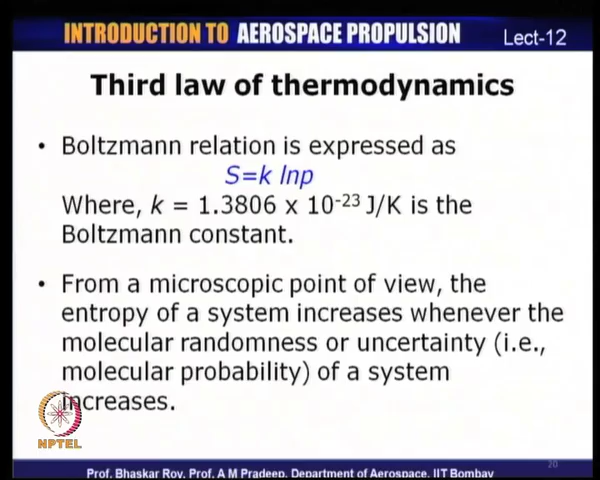 INTRODUCTION TO AEROSPACE PROPULSION Lect-12
Third law of thermodynamics
• Boltzmann relation is expressed as
S=k lnp
Where, k = 1.3806 x 10⁻²³ J/K is the
Boltzmann constant.
• From a microscopic point of view, the
entropy of a system increases whenever the
molecular randomness or uncertainty (i.e.,
molecular probability) of a system
increases.
NPTEL
20
Prof. Bhaskar Roy, Prof. A M Pradeep, Department of Aerospace, IIT Bombay